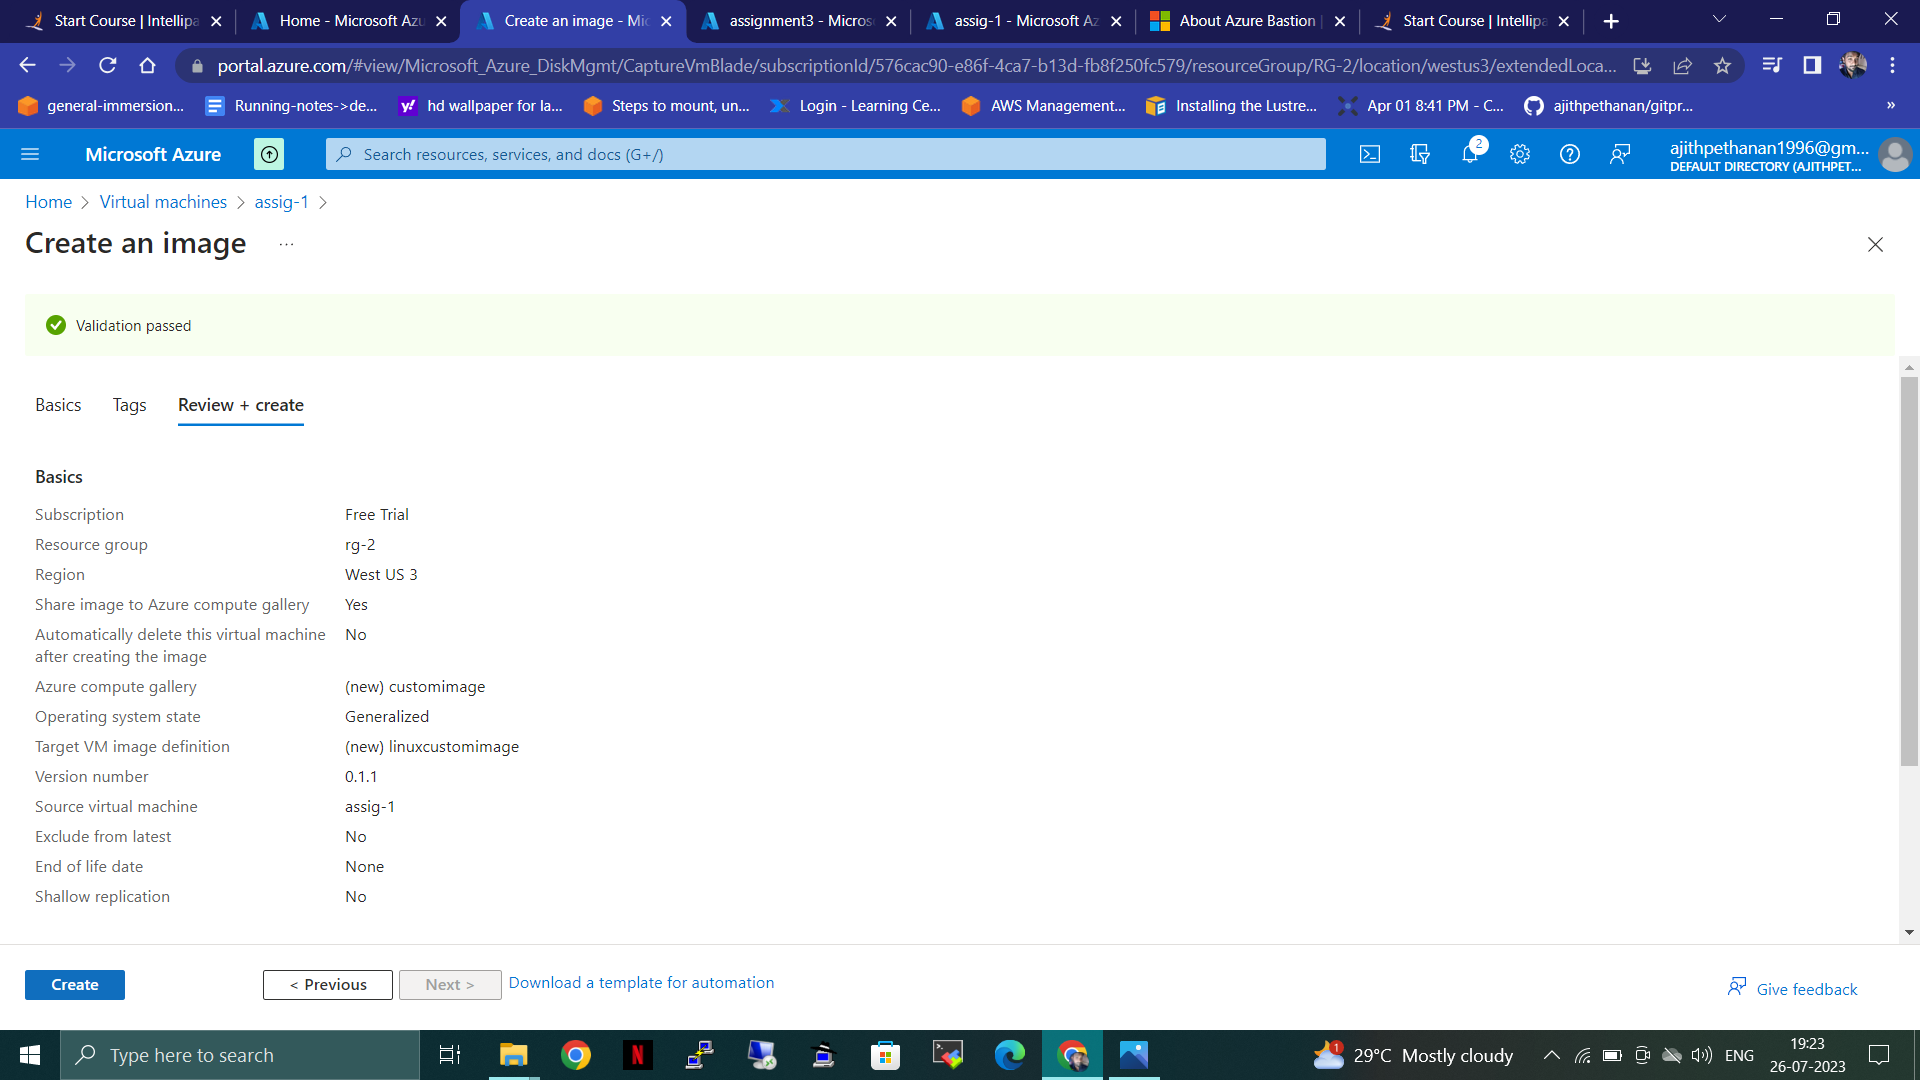 Start Course | Intellipa
Home - Microsoft Azu
Create an image - Mic
assignment3 - Micros
assig-1 - Microsoft Az
About Azure Bastion |
Start Course | Intellipa
portal.azure.com/#view/Microsoft_Azure_DiskMgmt/CaptureVmBlade/subscriptionId/576cac90-e86f-4ca7-b13d-fb8f250fc579/resourceGroup/RG-2/location/westus3/extendedLoca...
general-immersion...
Running-notes->de...
hd wallpaper for la...
Steps to mount, un...
Login - Learning Ce...
AWS Management...
Installing the Lustre...
Apr 01 8:41 PM - C...
ajithpethanan/gitpr...
»
Microsoft Azure
Search resources, services, and docs (G+/)
2
ajithpethanan1996@gm...
DEFAULT DIRECTORY (AJITHPET...
Home > Virtual machines > assig-1 >
Create an image ...
Validation passed
Basics
Tags
Review + create
Basics
Subscription Free Trial
Resource group rg-2
Region West US 3
Share image to Azure compute gallery Yes
Automatically delete this virtual machine No
after creating the image
Azure compute gallery (new) customimage
Operating system state Generalized
Target VM image definition (new) linuxcustomimage
Version number 0.1.1
Source virtual machine assig-1
Exclude from latest No
End of life date None
Shallow replication No
Create
< Previous
Next >
Download a template for automation
Give feedback
Type here to search
1
29°C Mostly cloudy
ENG
19:23
26-07-2023